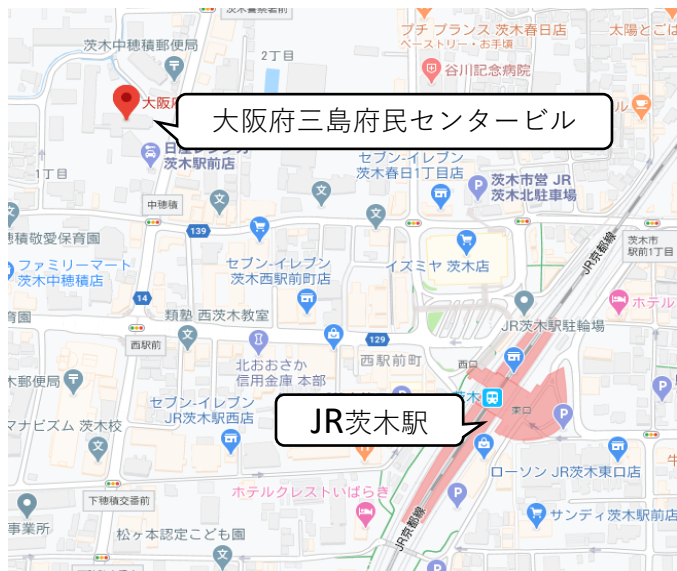 茨木警察署前
プチ プランス 茨木春日店
ベーストリー・お手頃
太陽とごは
茨木中穂積郵便局
2丁目
谷川記念病院
大阪府
大阪府三島府民センタービル
ル
日産レンタカー
茨木駅前店
セブン-イレブン
茨木春日1丁目店
1丁目
茨木市営 JR
茨木北駐車場
中穂積
139
穂積敬愛保育園
JR京都線
茨木市
駅前1丁目
ファミリーマート
茨木中穂積店
セブン-イレブン
茨木西駅前町店
イズミヤ 茨木店
14
育園
類塾 西茨木教室
JR茨木駅駐輪場
ホテル
西駅前
129
北おおさか
信用金庫 本部
西駅前町
西口
木郵便局
セブン-イレブン
JR茨木駅西店
茨木
東口
JR茨木駅
マナビズム 茨木校
ローソン JR茨木東口店
牛
ホテルクレストいばらき
下穂積交番前
サンディ茨木駅前店
事業所
松ヶ本認定こども園
JR京都線